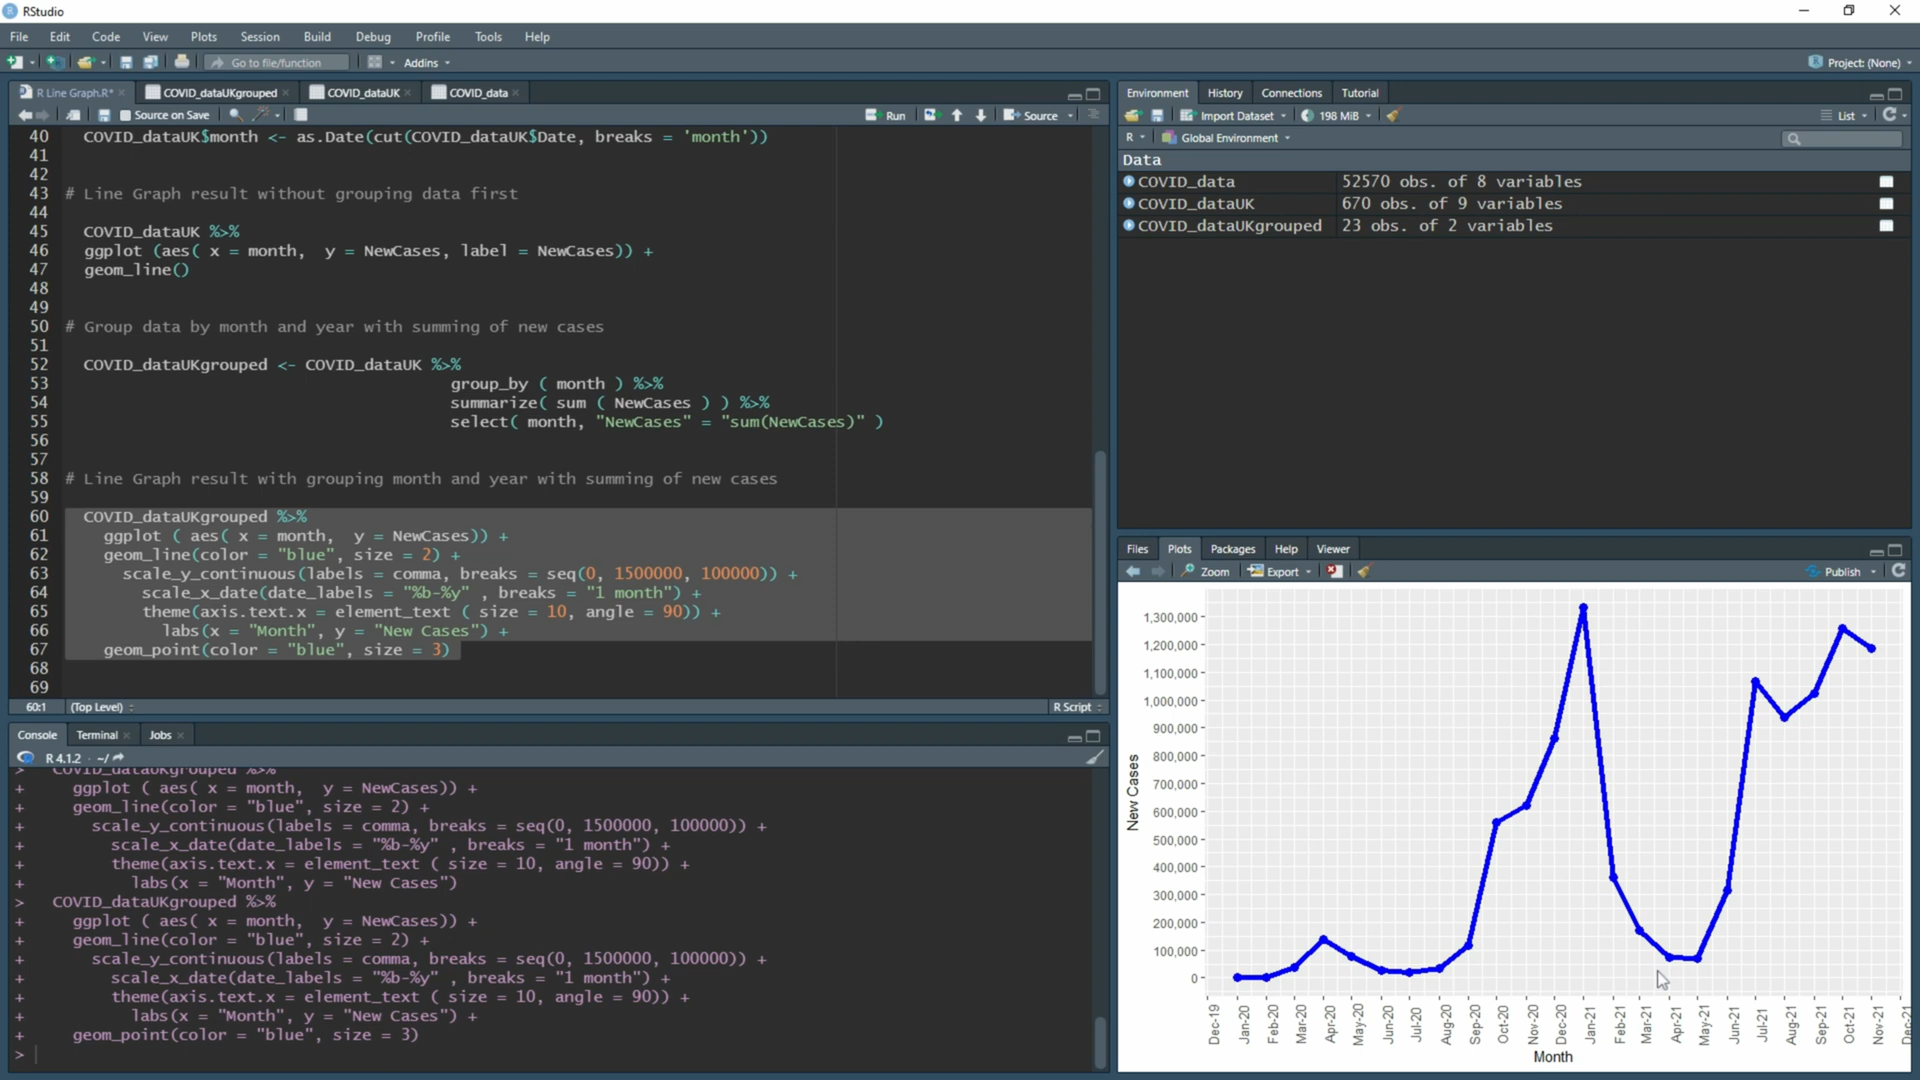 RStudio
File Edit Code View Plots Session Build Debug Profile Tools Help
Go to file/function Addins Project: (None)
R Line Graph.R* COVID_dataUKgrouped COVID_dataUK COVID_data
Source on Save Run Source
40 COVID_dataUK$month <- as.Date(cut(COVID_dataUK$Date, breaks = 'month'))
41
42
43 # Line Graph result without grouping data first
44
45 COVID_dataUK %>%
46 ggplot (aes( x = month, y = NewCases, label = NewCases)) +
47 geom_line()
48
49
50 # Group data by month and year with summing of new cases
51
52 COVID_dataUKgrouped <- COVID_dataUK %>%
53 group_by ( month ) %>%
54 summarize( sum ( NewCases ) ) %>%
55 select( month, "NewCases" = "sum(NewCases)" )
56
57
58 # Line Graph result with grouping month and year with summing of new cases
59
60 COVID_dataUKgrouped %>%
61 ggplot ( aes( x = month, y = NewCases)) +
62 geom_line(color = "blue", size = 2) +
63 scale_y_continuous(labels = comma, breaks = seq(0, 1500000, 100000)) +
64 scale_x_date(date_labels = "%b-%y" , breaks = "1 month") +
65 theme(axis.text.x = element_text ( size = 10, angle = 90)) +
66 labs(x = "Month", y = "New Cases") +
67 geom_point(color = "blue", size = 3)
68
69
60:1 (Top Level) R Script
Console Terminal Jobs
R 4.1.2 · ~/
> COVID_dataUKgrouped %>%
+ ggplot ( aes( x = month, y = NewCases)) +
+ geom_line(color = "blue", size = 2) +
+ scale_y_continuous(labels = comma, breaks = seq(0, 1500000, 100000)) +
+ scale_x_date(date_labels = "%b-%y" , breaks = "1 month") +
+ theme(axis.text.x = element_text ( size = 10, angle = 90)) +
+ labs(x = "Month", y = "New Cases")
> COVID_dataUKgrouped %>%
+ ggplot ( aes( x = month, y = NewCases)) +
+ geom_line(color = "blue", size = 2) +
+ scale_y_continuous(labels = comma, breaks = seq(0, 1500000, 100000)) +
+ scale_x_date(date_labels = "%b-%y" , breaks = "1 month") +
+ theme(axis.text.x = element_text ( size = 10, angle = 90)) +
+ labs(x = "Month", y = "New Cases") +
+ geom_point(color = "blue", size = 3)
>
Environment History Connections Tutorial
Import Dataset 198 MiB List
R Global Environment
Data
COVID_data 52570 obs. of 8 variables
COVID_dataUK 670 obs. of 9 variables
COVID_dataUKgrouped 23 obs. of 2 variables
Files Plots Packages Help Viewer
Zoom Export Publish
1,300,000
1,200,000
1,100,000
1,000,000
900,000
800,000
700,000
600,000
500,000
400,000
300,000
200,000
100,000
0
New Cases
Dec-19
Jan-20
Feb-20
Mar-20
Apr-20
May-20
Jun-20
Jul-20
Aug-20
Sep-20
Oct-20
Nov-20
Dec-20
Jan-21
Feb-21
Mar-21
Apr-21
May-21
Jun-21
Jul-21
Aug-21
Sep-21
Oct-21
Nov-21
Month